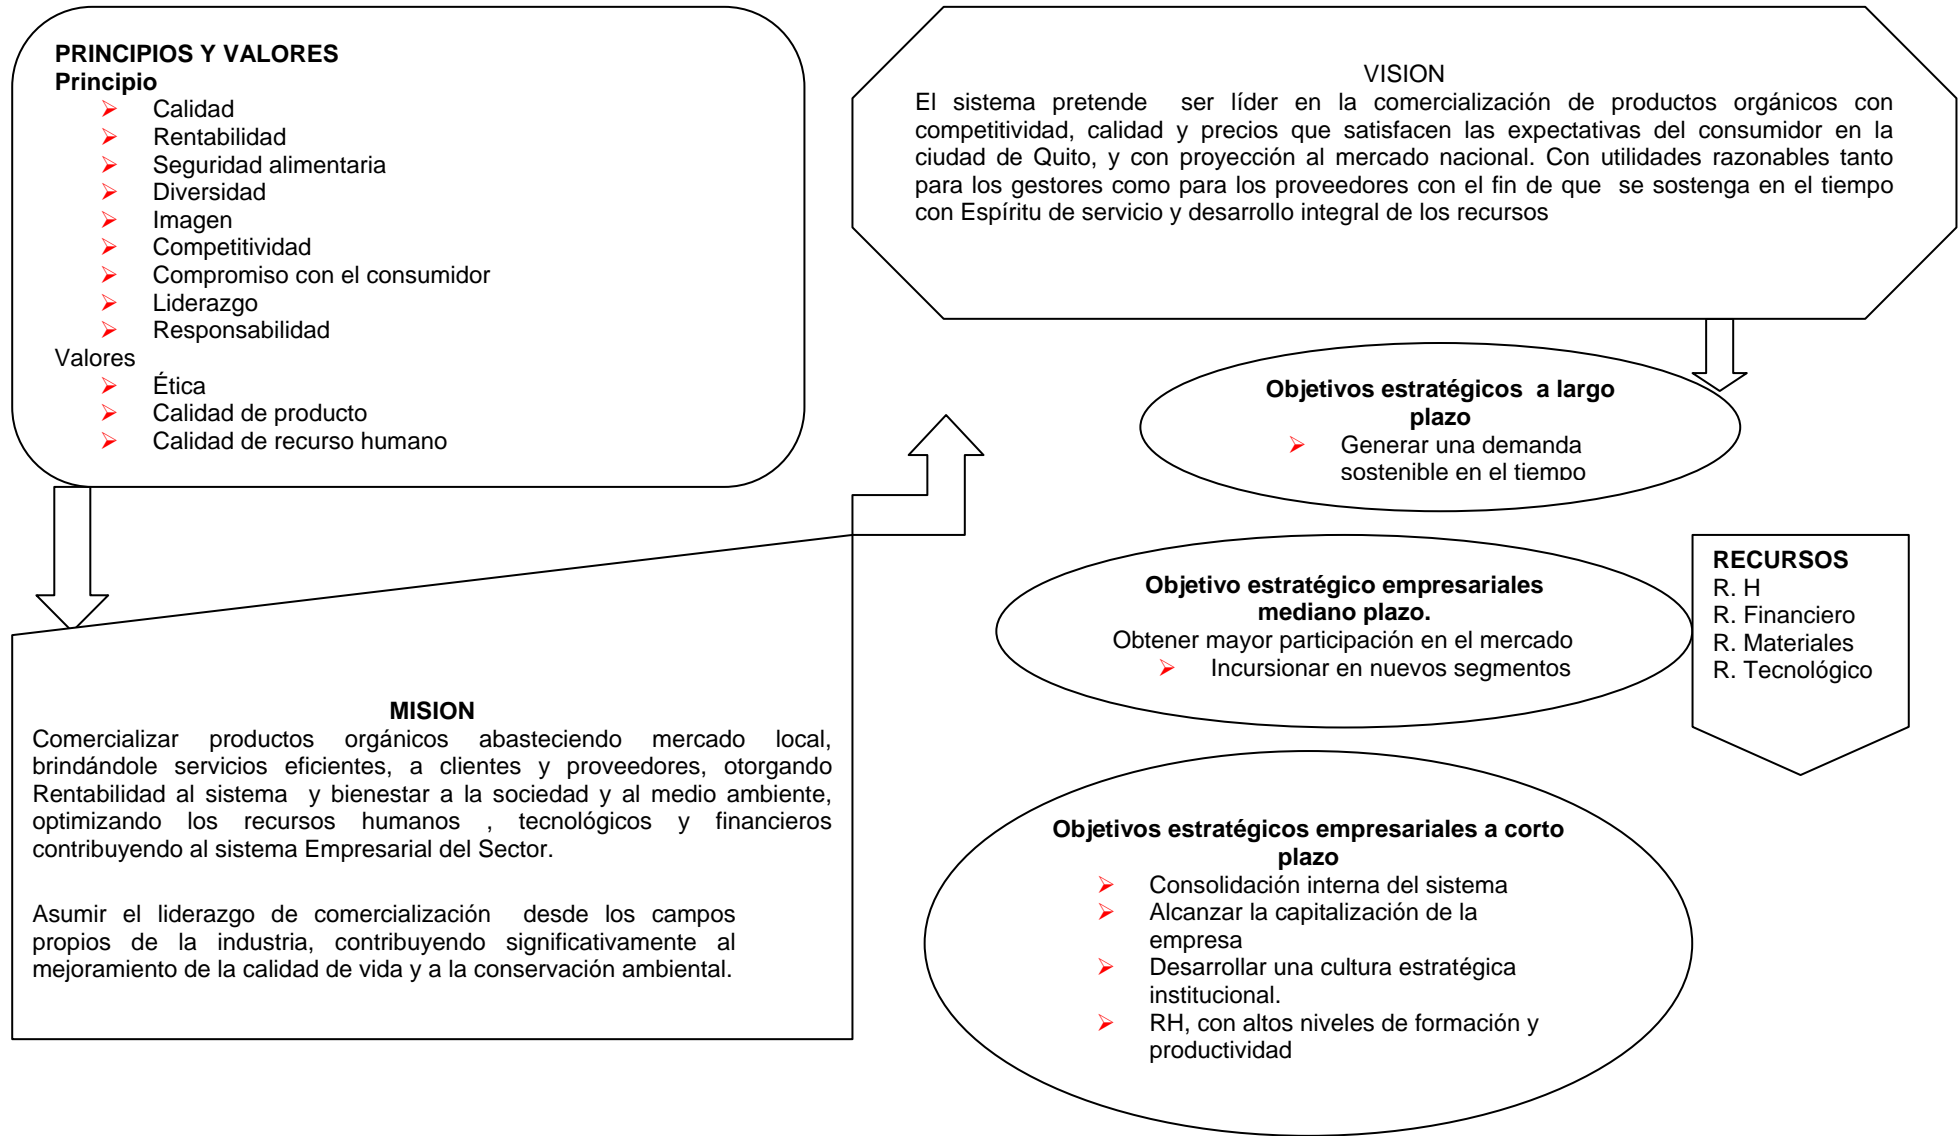 PRINCIPIOS Y VALORES
Principio
➢ Calidad
➢ Rentabilidad
➢ Seguridad alimentaria
➢ Diversidad
➢ Imagen
➢ Competitividad
➢ Compromiso con el consumidor
➢ Liderazgo
➢ Responsabilidad
Valores
➢ Ética
➢ Calidad de producto
➢ Calidad de recurso humano
MISION
Comercializar productos orgánicos abasteciendo mercado local,
brindándole servicios eficientes, a clientes y proveedores, otorgando
Rentabilidad al sistema y bienestar a la sociedad y al medio ambiente,
optimizando los recursos humanos , tecnológicos y financieros
contribuyendo al sistema Empresarial del Sector.
Asumir el liderazgo de comercialización desde los campos
propios de la industria, contribuyendo significativamente al
mejoramiento de la calidad de vida y a la conservación ambiental.
VISION
El sistema pretende ser líder en la comercialización de productos orgánicos con
competitividad, calidad y precios que satisfacen las expectativas del consumidor en la
ciudad de Quito, y con proyección al mercado nacional. Con utilidades razonables tanto
para los gestores como para los proveedores con el fin de que se sostenga en el tiempo
con Espíritu de servicio y desarrollo integral de los recursos
Objetivos estratégicos a largo
plazo
➢ Generar una demanda
sostenible en el tiempo
Objetivo estratégico empresariales
mediano plazo.
Obtener mayor participación en el mercado
➢ Incursionar en nuevos segmentos
RECURSOS
R. H
R. Financiero
R. Materiales
R. Tecnológico
Objetivos estratégicos empresariales a corto
plazo
➢ Consolidación interna del sistema
➢ Alcanzar la capitalización de la
empresa
➢ Desarrollar una cultura estratégica
institucional.
➢ RH, con altos niveles de formación y
productividad